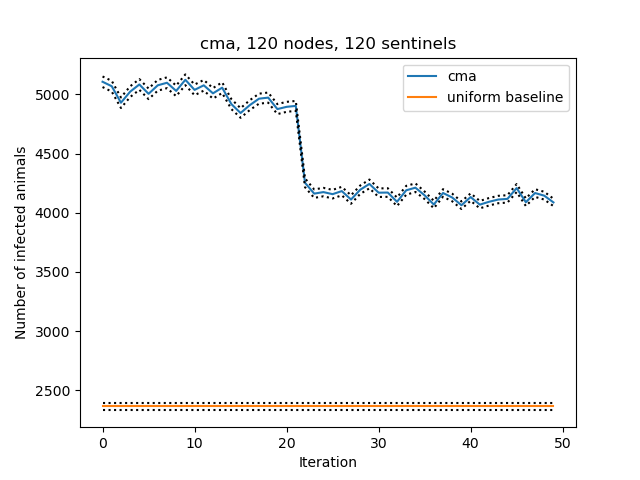 cma, 120 nodes, 120 sentinels
cma
uniform baseline
5000
4500
4000
3500
3000
2500
Number of infected animals
0 10 20 30 40 50
Iteration